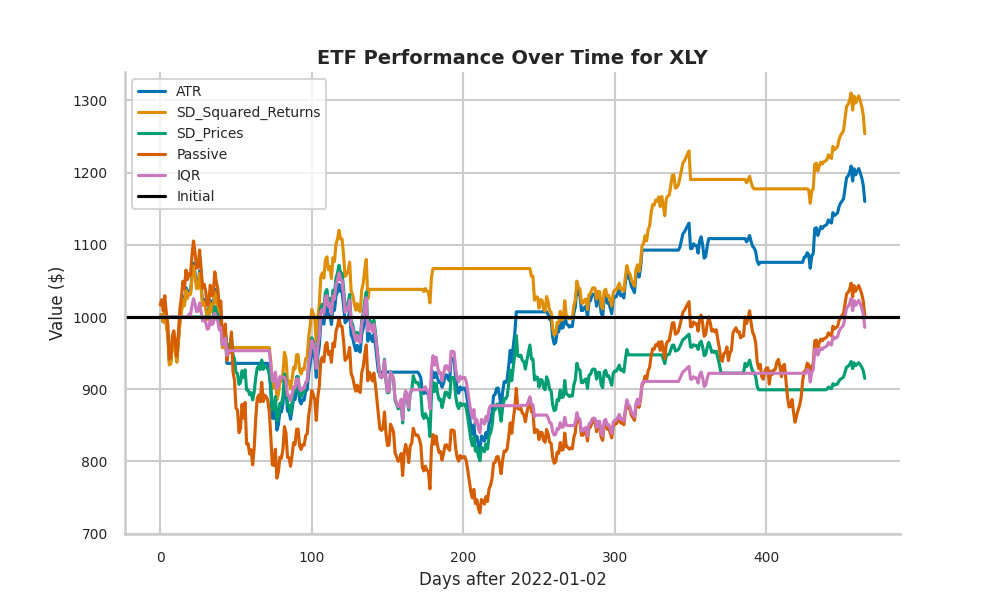 ETF Performance Over Time for XLY
ATR
SD_Squared_Returns
SD_Prices
Passive
IQR
Initial
Value ($)
1300
1200
1100
1000
900
800
700
0 100 200 300 400
Days after 2022-01-02